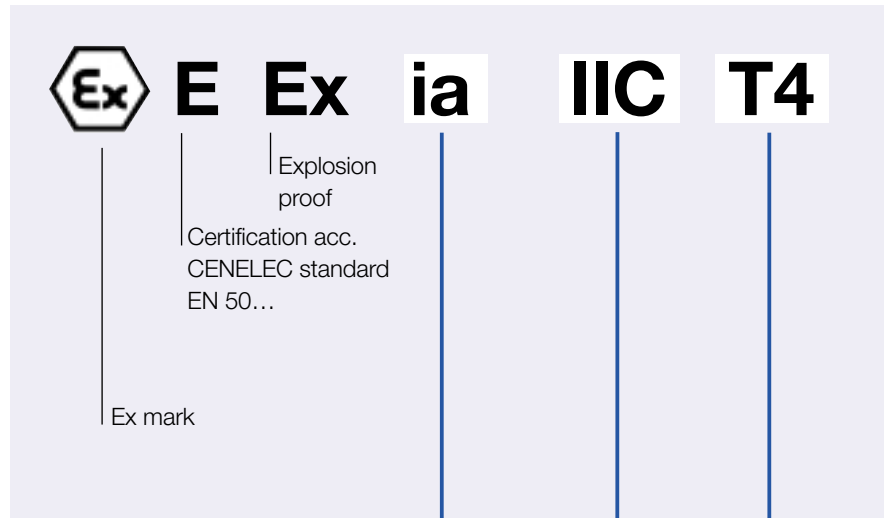 Ex E Ex ia IIC T4
Explosion
proof
Certification acc.
CENELEC standard
EN 50…
Ex mark